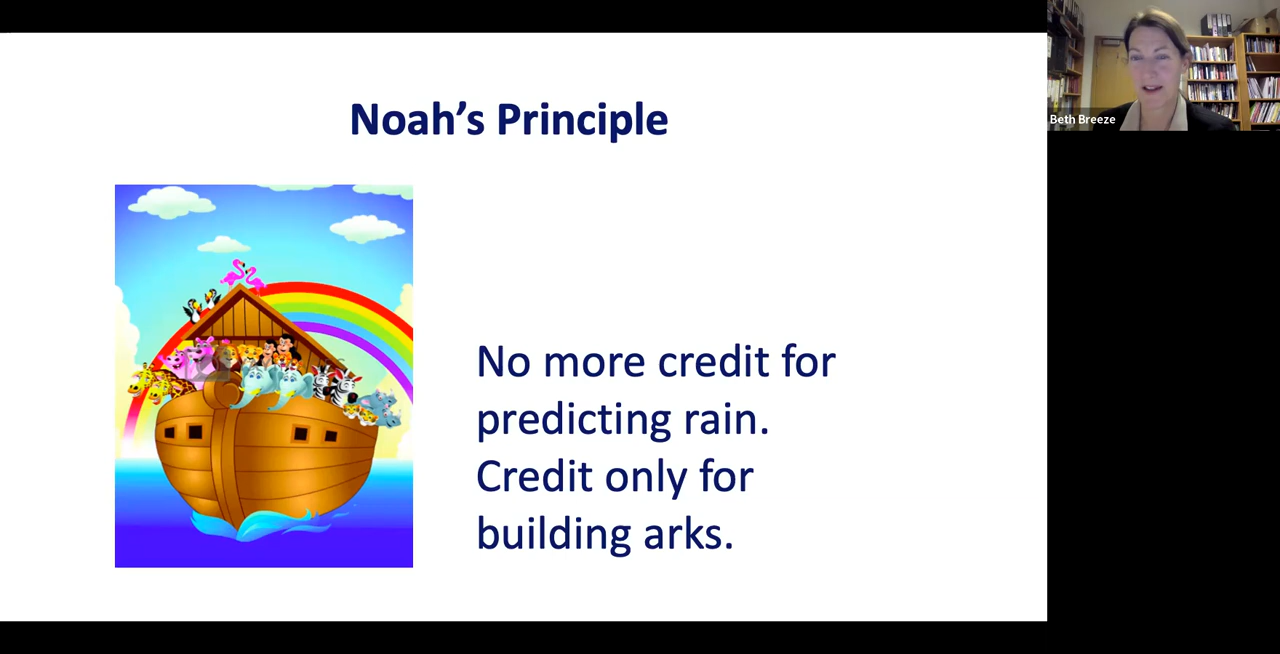 Noah’s Principle
Beth Breeze
No more credit for
predicting rain.
Credit only for
building arks.